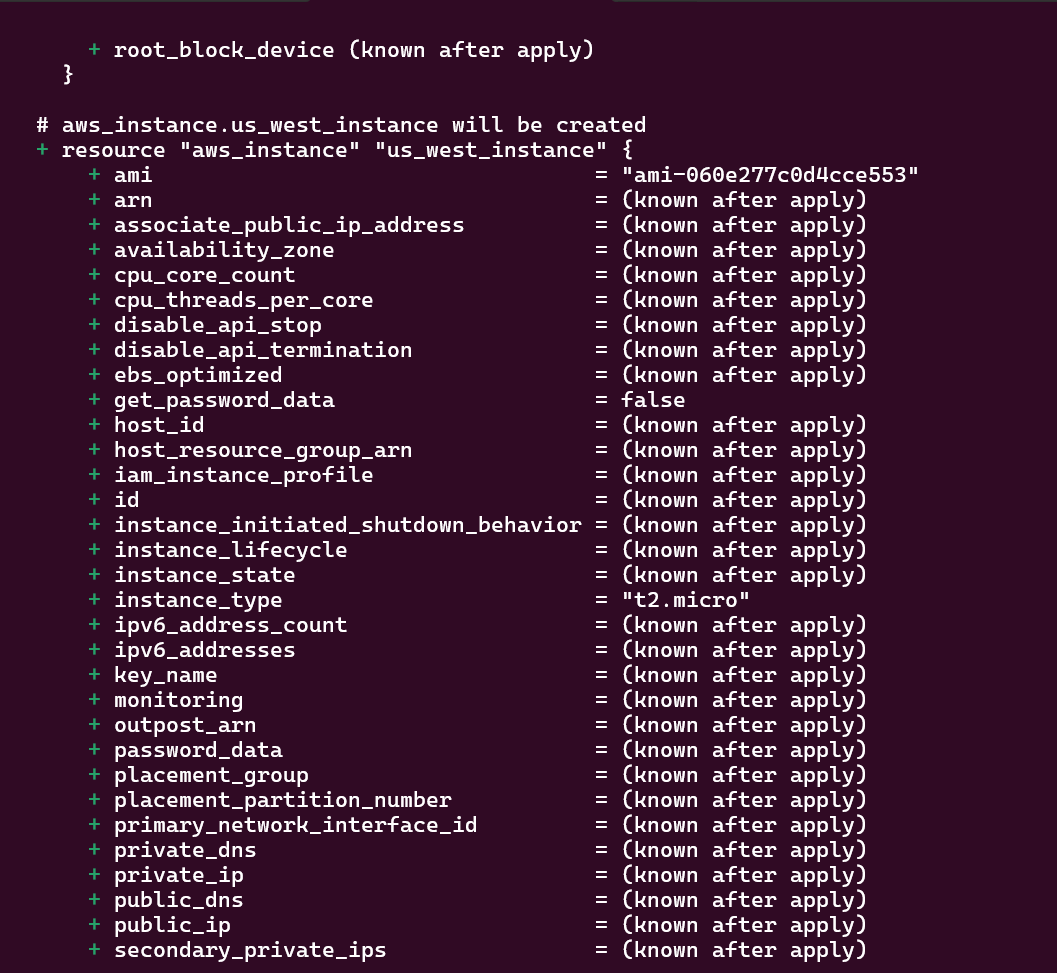 + root_block_device (known after apply)
}
# aws_instance.us_west_instance will be created
+ resource "aws_instance" "us_west_instance" {
+ ami = "ami-060e277c0d4cce553"
+ arn = (known after apply)
+ associate_public_ip_address = (known after apply)
+ availability_zone = (known after apply)
+ cpu_core_count = (known after apply)
+ cpu_threads_per_core = (known after apply)
+ disable_api_stop = (known after apply)
+ disable_api_termination = (known after apply)
+ ebs_optimized = (known after apply)
+ get_password_data = false
+ host_id = (known after apply)
+ host_resource_group_arn = (known after apply)
+ iam_instance_profile = (known after apply)
+ id = (known after apply)
+ instance_initiated_shutdown_behavior = (known after apply)
+ instance_lifecycle = (known after apply)
+ instance_state = (known after apply)
+ instance_type = "t2.micro"
+ ipv6_address_count = (known after apply)
+ ipv6_addresses = (known after apply)
+ key_name = (known after apply)
+ monitoring = (known after apply)
+ outpost_arn = (known after apply)
+ password_data = (known after apply)
+ placement_group = (known after apply)
+ placement_partition_number = (known after apply)
+ primary_network_interface_id = (known after apply)
+ private_dns = (known after apply)
+ private_ip = (known after apply)
+ public_dns = (known after apply)
+ public_ip = (known after apply)
+ secondary_private_ips = (known after apply)